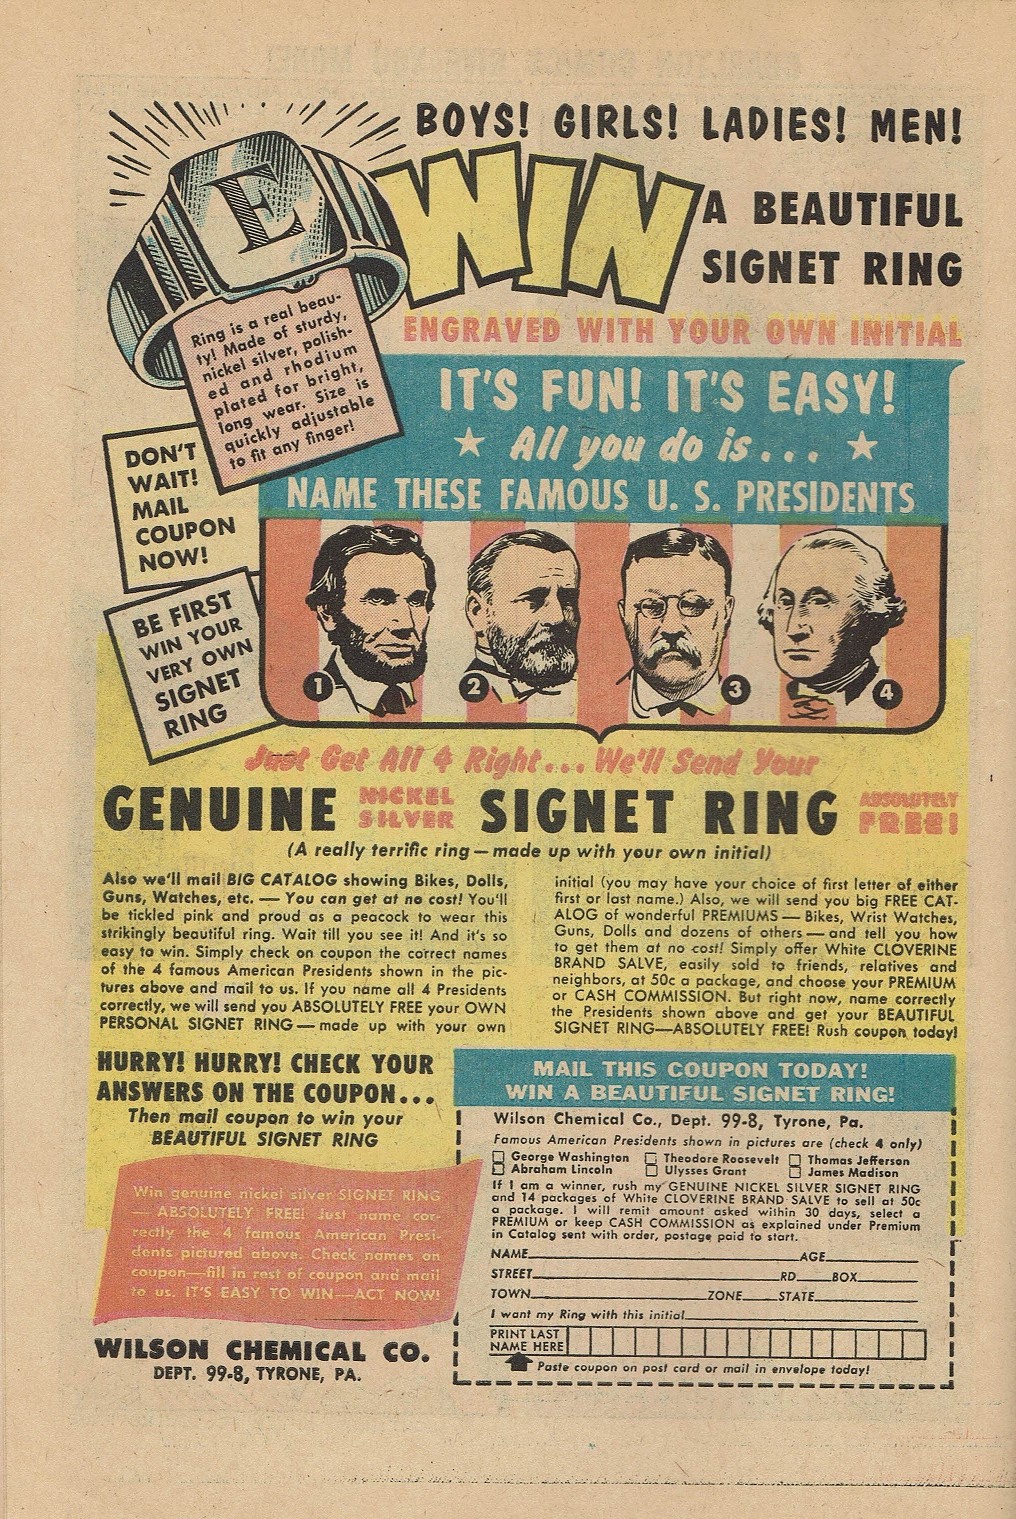 BOYS! GIRLS! LADIES! MEN!
WIN
A BEAUTIFUL
SIGNET RING
ENGRAVED WITH YOUR OWN INITIAL
E
Ring is a real beau-
ty! Made of sturdy,
nickel silver, polish-
ed and rhodium
plated for bright,
long wear. Size is
quickly adjustable
to fit any finger!
DON'T
WAIT!
MAIL
COUPON
NOW!
BE FIRST
WIN YOUR
VERY OWN
SIGNET
RING
IT'S FUN! IT'S EASY!
All you do is...
NAME THESE FAMOUS U. S. PRESIDENTS
1 2 3 4
Just Get All 4 Right... We'll Send Your
GENUINE NICKEL SILVER SIGNET RING ABSOLUTELY FREE!
(A really terrific ring—made up with your own initial)
Also we'll mail BIG CATALOG showing Bikes, Dolls,
Guns, Watches, etc. — You can get at no cost! You'll
be tickled pink and proud as a peacock to wear this
strikingly beautiful ring. Wait till you see it! And it's so
easy to win. Simply check on coupon the correct names
of the 4 famous American Presidents shown in the pic-
tures above and mail to us. If you name all 4 Presidents
correctly, we will send you ABSOLUTELY FREE your OWN
PERSONAL SIGNET RING—made up with your own
initial (you may have your choice of first letter of either
first or last name.) Also, we will send you big FREE CAT-
ALOG of wonderful PREMIUMS—Bikes, Wrist Watches,
Guns, Dolls and dozens of others—and tell you how
to get them at no cost! Simply offer White CLOVERINE
BRAND SALVE, easily sold to friends, relatives and
neighbors, at 50c a package, and choose your PREMIUM
or CASH COMMISSION. But right now, name correctly
the Presidents shown above and get your BEAUTIFUL
SIGNET RING—ABSOLUTELY FREE! Rush coupon today!
HURRY! HURRY! CHECK YOUR
ANSWERS ON THE COUPON...
Then mail coupon to win your
BEAUTIFUL SIGNET RING
Win genuine nickel silver SIGNET RING
— ABSOLUTELY FREE! Just name cor-
rectly the 4 famous American Presi-
dents pictured above. Check names on
coupon—fill in rest of coupon and mail
to us. IT'S EASY TO WIN—ACT NOW!
WILSON CHEMICAL CO.
DEPT. 99-8, TYRONE, PA.
MAIL THIS COUPON TODAY!
WIN A BEAUTIFUL SIGNET RING!
Wilson Chemical Co., Dept. 99-8, Tyrone, Pa.
Famous American Presidents shown in pictures are (check 4 only)
George Washington Theodore Roosevelt Thomas Jefferson
Abraham Lincoln Ulysses Grant James Madison
If I am a winner, rush my GENUINE NICKEL SILVER SIGNET RING
and 14 packages of White CLOVERINE BRAND SALVE to sell at 50c
a package. I will remit amount asked within 30 days, select a
PREMIUM or keep CASH COMMISSION as explained under Premium
in Catalog sent with order, postage paid to start.
NAME AGE
STREET RD BOX
TOWN ZONE STATE
I want my Ring with this initial
PRINT LAST
NAME HERE
Paste coupon on post card or mail in envelope today!